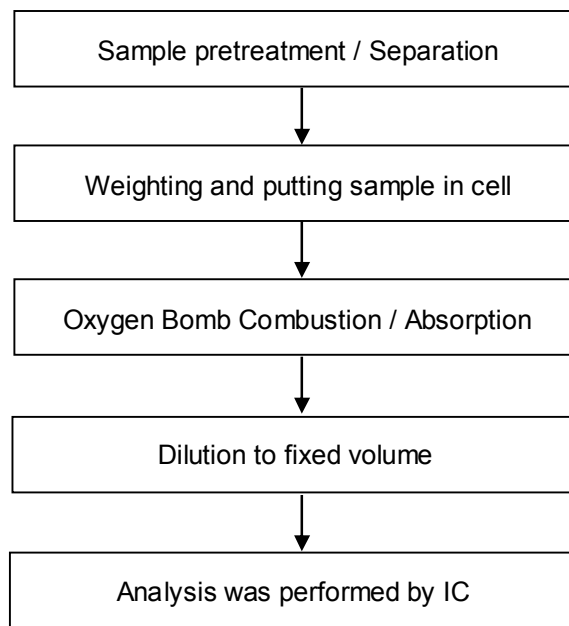 Sample pretreatment / Separation
Weighting and putting sample in cell
Oxygen Bomb Combustion / Absorption
Dilution to fixed volume
Analysis was performed by IC